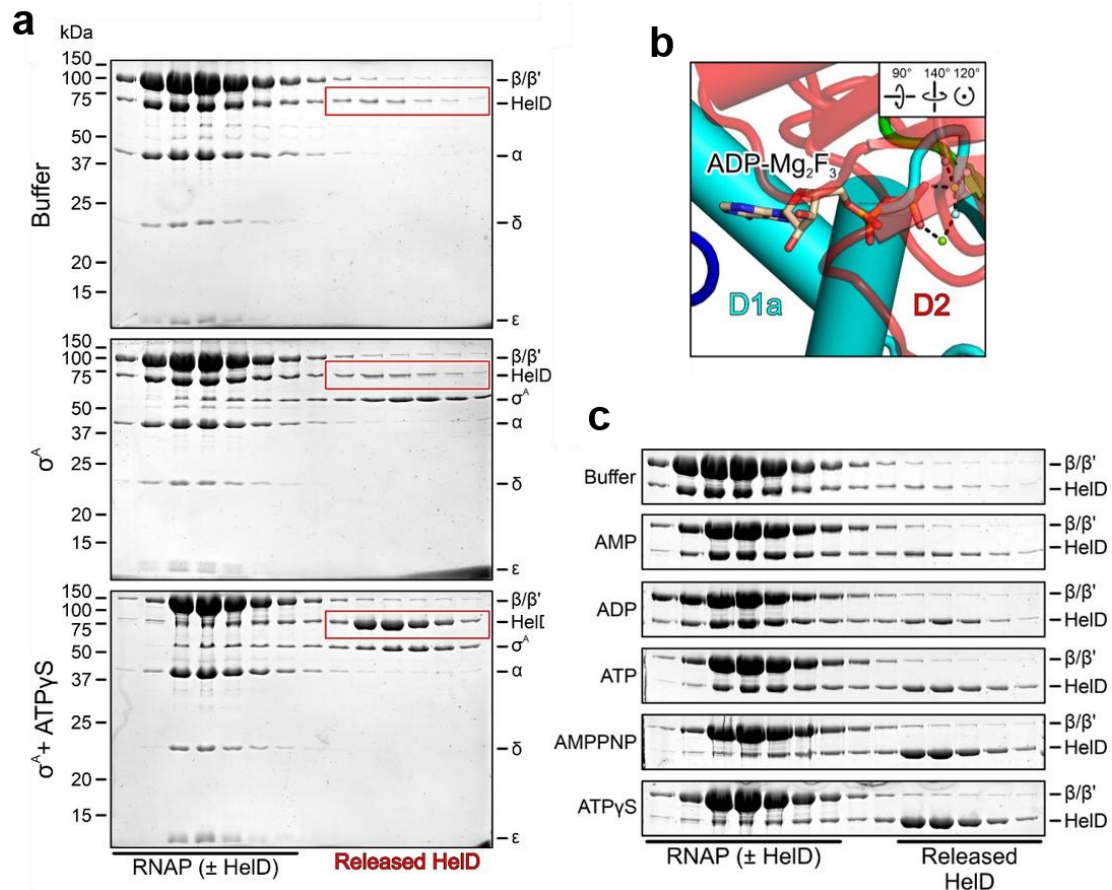 a
kDa
Buffer
150
100
75
50
37
25
20
15
β/β'
HelD
α
δ
ε
σᴬ
150
100
75
50
37
25
20
15
β/β'
HelD
σᴬ
α
δ
ε
σᴬ + ATPγS
150
100
75
50
37
25
20
15
β/β'
HelD
σᴬ
α
δ
ε
RNAP (± HelD)
Released HelD
b
90° 140° 120°
ADP-Mg₂F₃
D1a
D2
c
Buffer
β/β'
HelD
AMP
β/β'
HelD
ADP
β/β'
HelD
ATP
β/β'
HelD
AMPPNP
β/β'
HelD
ATPγS
β/β'
HelD
RNAP (± HelD)
Released
HelD